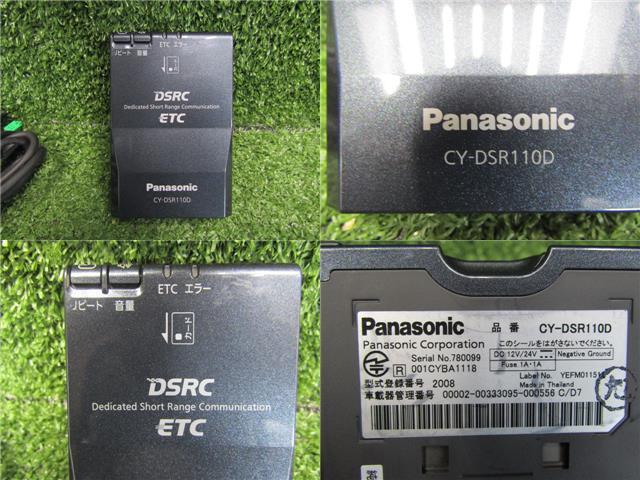 リピート 音量 ETC エラー
DSRC
Dedicated Short Range Communication
ETC
Panasonic
CY-DSR110D
Panasonic
CY-DSR110D
リピート 音量 ETC エラー
カード
DSRC
Dedicated Short Range Communication
ETC
Panasonic 品番 CY-DSR110D
Panasonic Corporation このシールをはがさないでください。
Serial No.780099 DC 12V/24V Negative Ground
R 001CYBA1118 Fuse 1A・1A
Label No. YEFM01151
型式登録番号 2008 Made in Thailand
車載器管理番号 00002-00333095-000556 C/D7